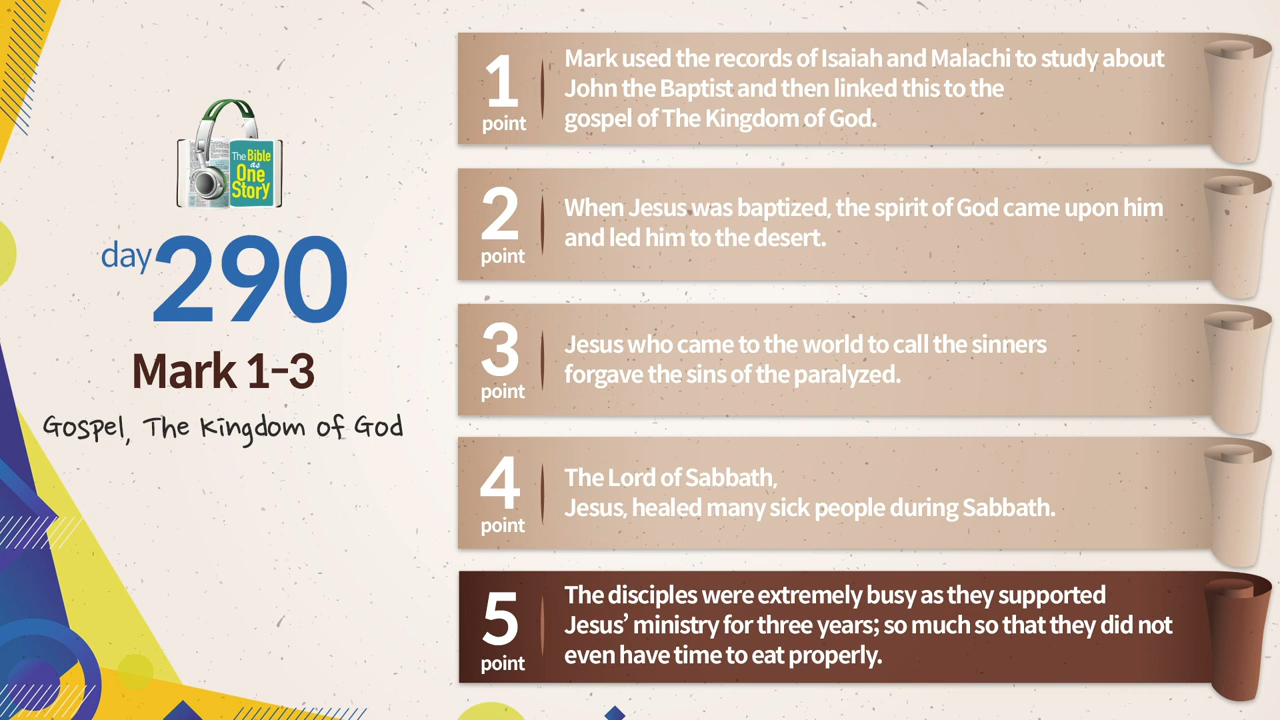 The Bible
as
One
Story
day 290
Mark 1-3
Gospel, The Kingdom of God
1
point
Mark used the records of Isaiah and Malachi to study about
John the Baptist and then linked this to the
gospel of The Kingdom of God.
2
point
When Jesus was baptized, the spirit of God came upon him
and led him to the desert.
3
point
Jesus who came to the world to call the sinners
forgave the sins of the paralyzed.
4
point
The Lord of Sabbath,
Jesus, healed many sick people during Sabbath.
5
point
The disciples were extremely busy as they supported
Jesus’ ministry for three years; so much so that they did not
even have time to eat properly.